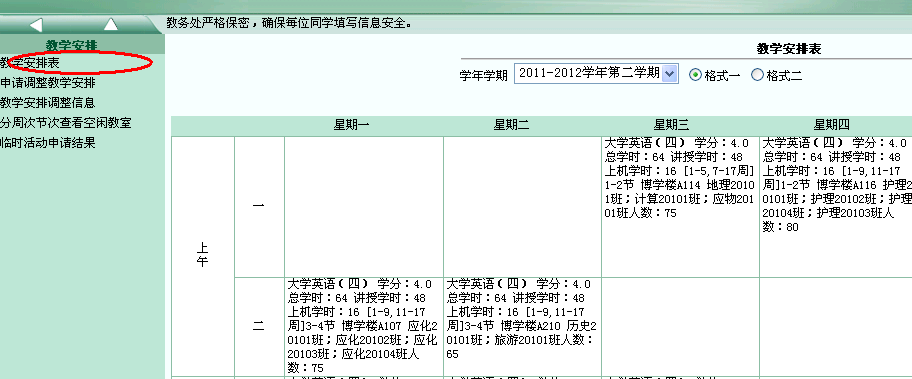 教务处严格保密，确保每位同学填写信息安全。
教学安排
教学安排表
申请调整教学安排
教学安排调整信息
分周次节次查看空闲教室
临时活动申请结果
教学安排表
学年学期 2011-2012学年第二学期 格式一 格式二
星期一 星期二 星期三 星期四
上
午
一
大学英语(四) 学分：4.0
总学时：64 讲授学时：48
上机学时：16 [1-5,7-17周]
1-2节 博学楼A114 地理2010
1班；计算20101班；应物201
01班人数：75
大学英语(四) 学分：4.0
总学时：64 讲授学时：48
上机学时：16 [1-9,11-17
周]1-2节 博学楼A116 护理2
0101班；护理20102班；护理
20104班；护理20103班人
数：80
二
大学英语(四) 学分：4.0
总学时：64 讲授学时：48
上机学时：16 [1-9,11-17
周]3-4节 博学楼A107 应化2
0101班；应化20102班；应化
20103班；应化20104班人
数：75
大学英语(四) 学分：4.0
总学时：64 讲授学时：48
上机学时：16 [1-9,11-17
周]3-4节 博学楼A210 历史2
0101班；旅游20101班人数：
65